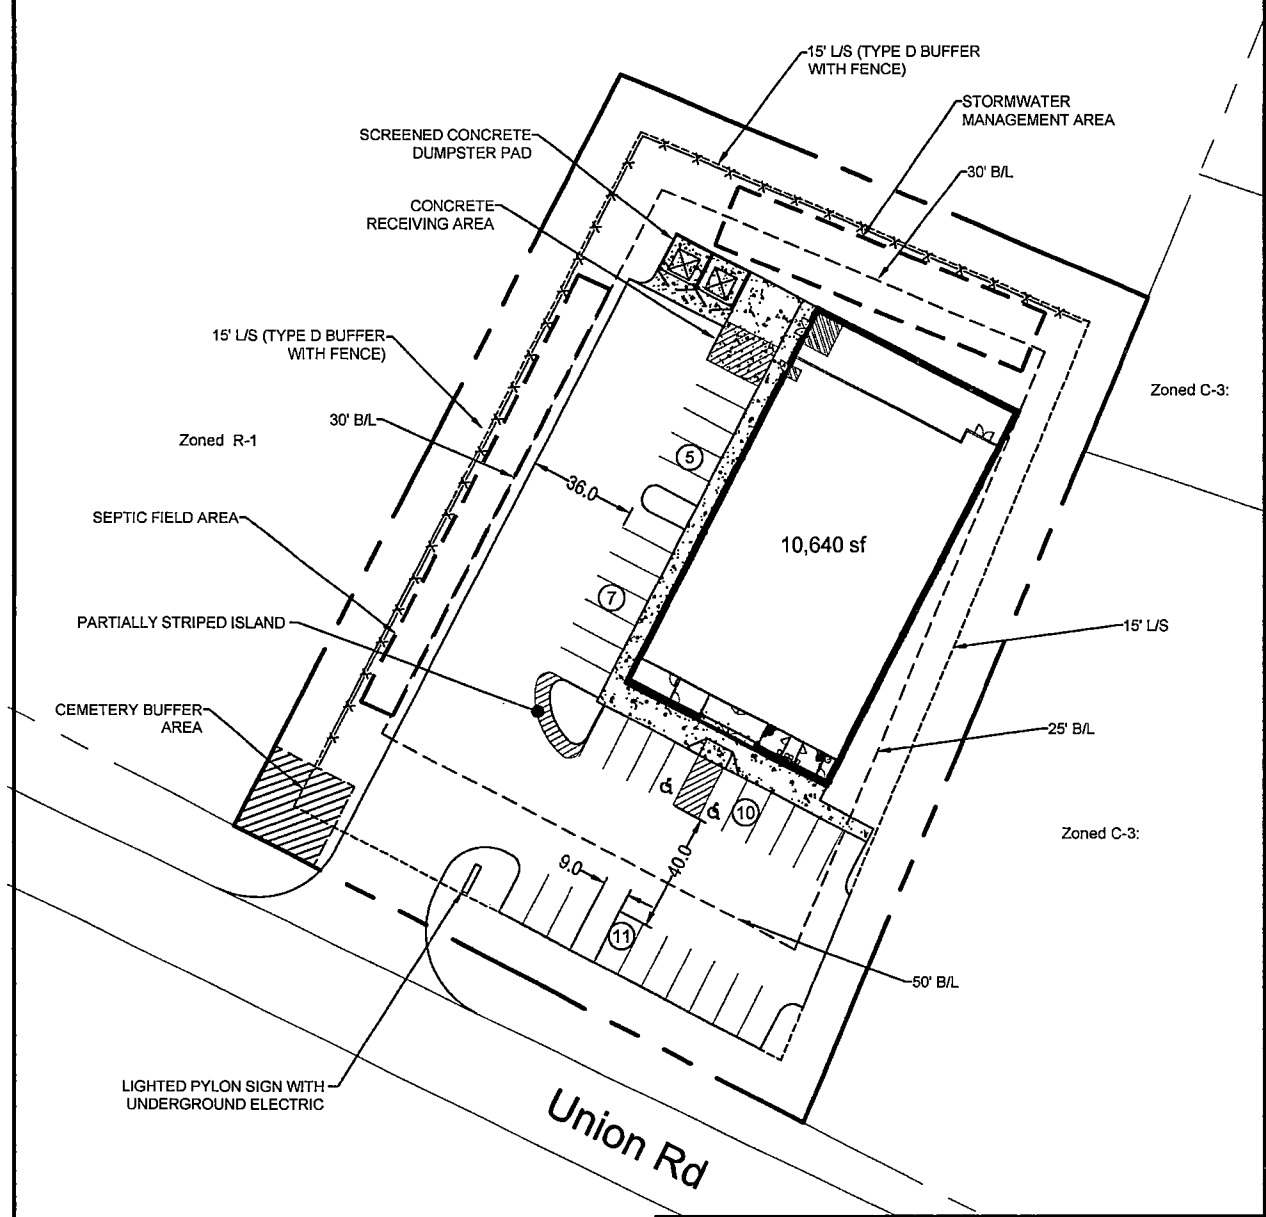 15' L/S (TYPE D BUFFER
WITH FENCE)
STORMWATER
MANAGEMENT AREA
SCREENED CONCRETE
DUMPSTER PAD
30' B/L
CONCRETE
RECEIVING AREA
15' L/S (TYPE D BUFFER
WITH FENCE)
Zoned C-3:
30' B/L
Zoned R-1
5
36.0
SEPTIC FIELD AREA
10,640 sf
7
PARTIALLY STRIPED ISLAND
15' L/S
CEMETERY BUFFER
AREA
25' B/L
10
Zoned C-3:
9.0
40.0
11
50' B/L
LIGHTED PYLON SIGN WITH
UNDERGROUND ELECTRIC
Union Rd